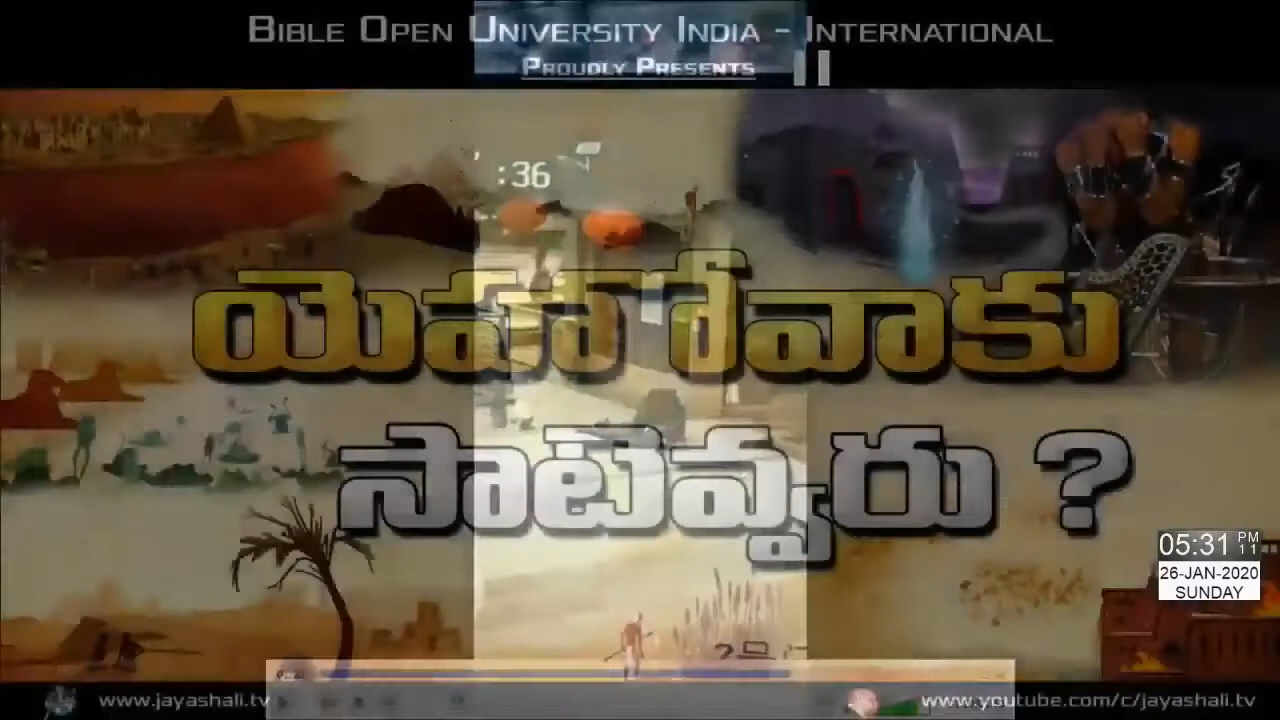 BIBLE OPEN UNIVERSITY INDIA - INTERNATIONAL
PROUDLY PRESENTS
:36
యెహోవాకు
సాటెవ్వరు ?
05:31 PM 11
26-JAN-2020
SUNDAY
www.jayashali.tv
www.youtube.com/c/jayashali.tv